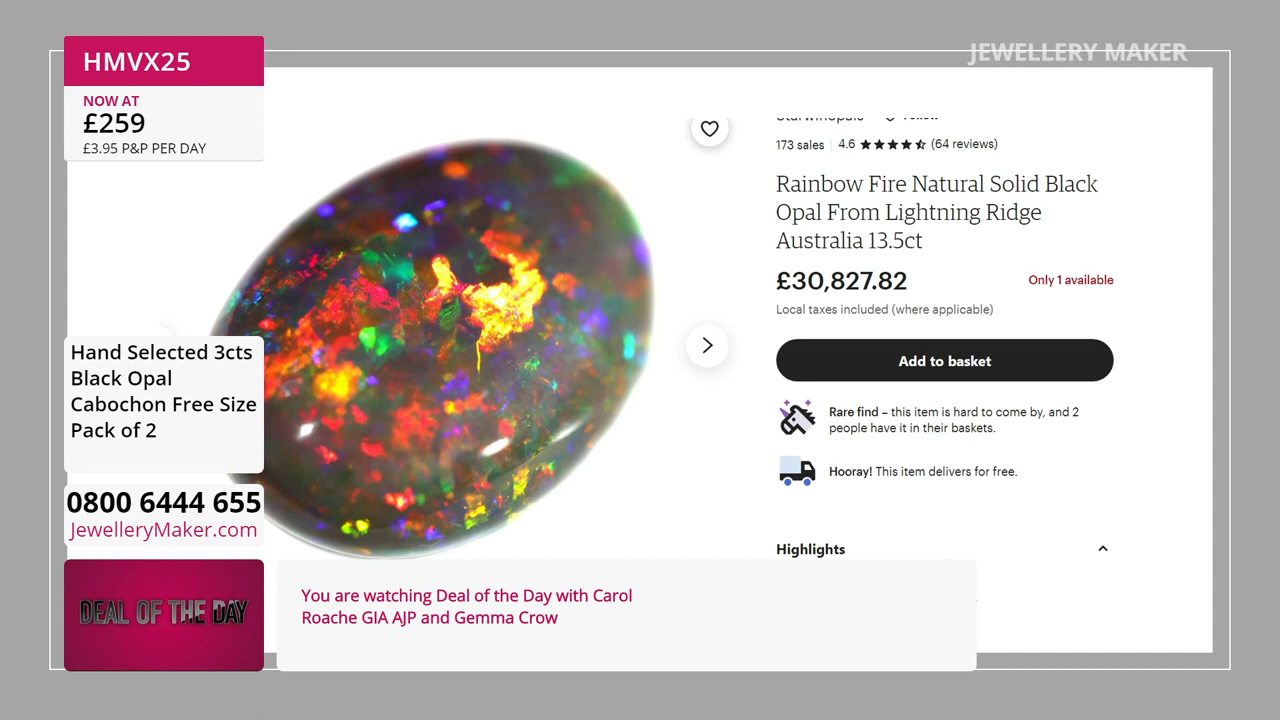 JEWELLERY MAKER
HMVX25
NOW AT
£259
£3.95 P&P PER DAY
173 sales 4.6 (64 reviews)
Rainbow Fire Natural Solid Black
Opal From Lightning Ridge
Australia 13.5ct
£30,827.82
Only 1 available
Local taxes included (where applicable)
Add to basket
Rare find – this item is hard to come by, and 2
people have it in their baskets.
Hooray! This item delivers for free.
Highlights
Hand Selected 3cts
Black Opal
Cabochon Free Size
Pack of 2
0800 6444 655
JewelleryMaker.com
DEAL OF THE DAY
You are watching Deal of the Day with Carol
Roache GIA AJP and Gemma Crow